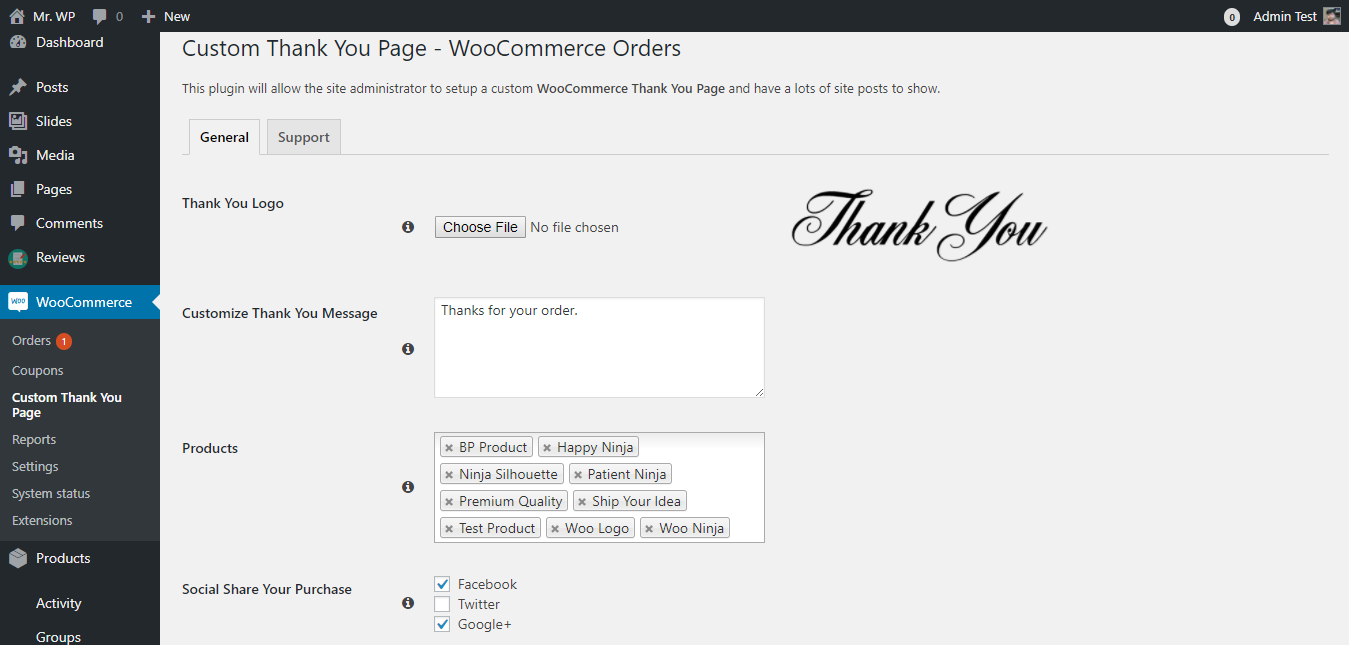 Mr. WP 0 New 0 Admin Test
Dashboard
Posts
Slides
Media
Pages
Comments
Reviews
woo WooCommerce
Orders 1
Coupons
Custom Thank You
Page
Reports
Settings
System status
Extensions
Products
Activity
Groups
Custom Thank You Page - WooCommerce Orders
This plugin will allow the site administrator to setup a custom WooCommerce Thank You Page and have a lots of site posts to show.
General Support
Thank You Logo
Choose File No file chosen
Thank You
Customize Thank You Message
Thanks for your order.
Products
× BP Product × Happy Ninja
× Ninja Silhouette × Patient Ninja
× Premium Quality × Ship Your Idea
× Test Product × Woo Logo × Woo Ninja
Social Share Your Purchase
Facebook
Twitter
Google+